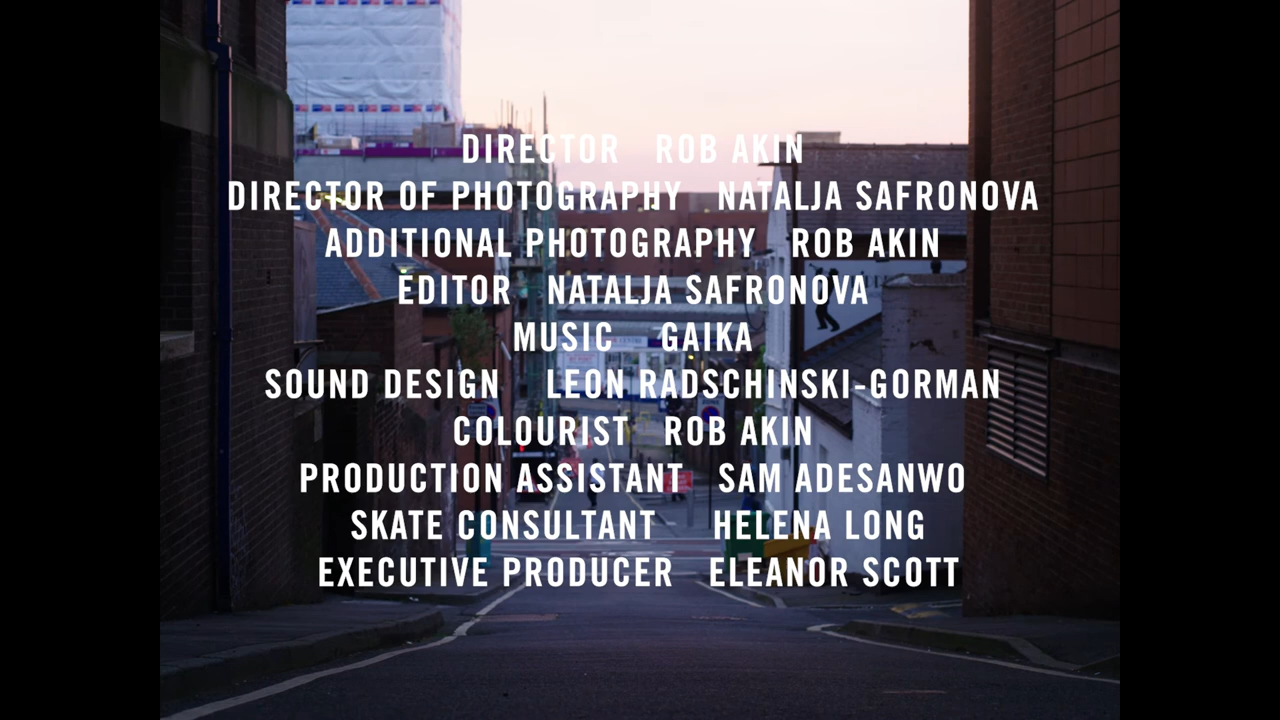 DIRECTOR ROB AKIN
DIRECTOR OF PHOTOGRAPHY NATALJA SAFRONOVA
ADDITIONAL PHOTOGRAPHY ROB AKIN
EDITOR NATALJA SAFRONOVA
MUSIC GAIKA
SOUND DESIGN LEON RADSCHINSKI-GORMAN
COLOURIST ROB AKIN
PRODUCTION ASSISTANT SAM ADESANWO
SKATE CONSULTANT HELENA LONG
EXECUTIVE PRODUCER ELEANOR SCOTT